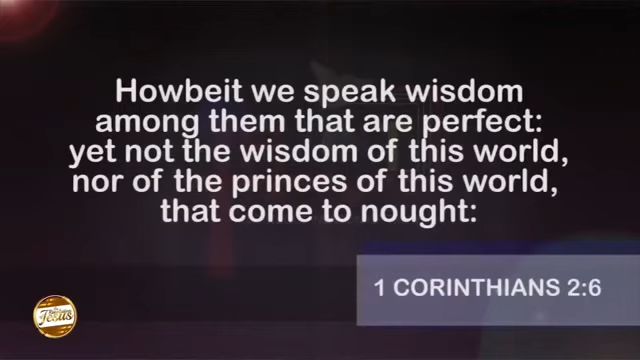 Howbeit we speak wisdom
among them that are perfect:
yet not the wisdom of this world,
nor of the princes of this world,
that come to nought:
1 CORINTHIANS 2:6